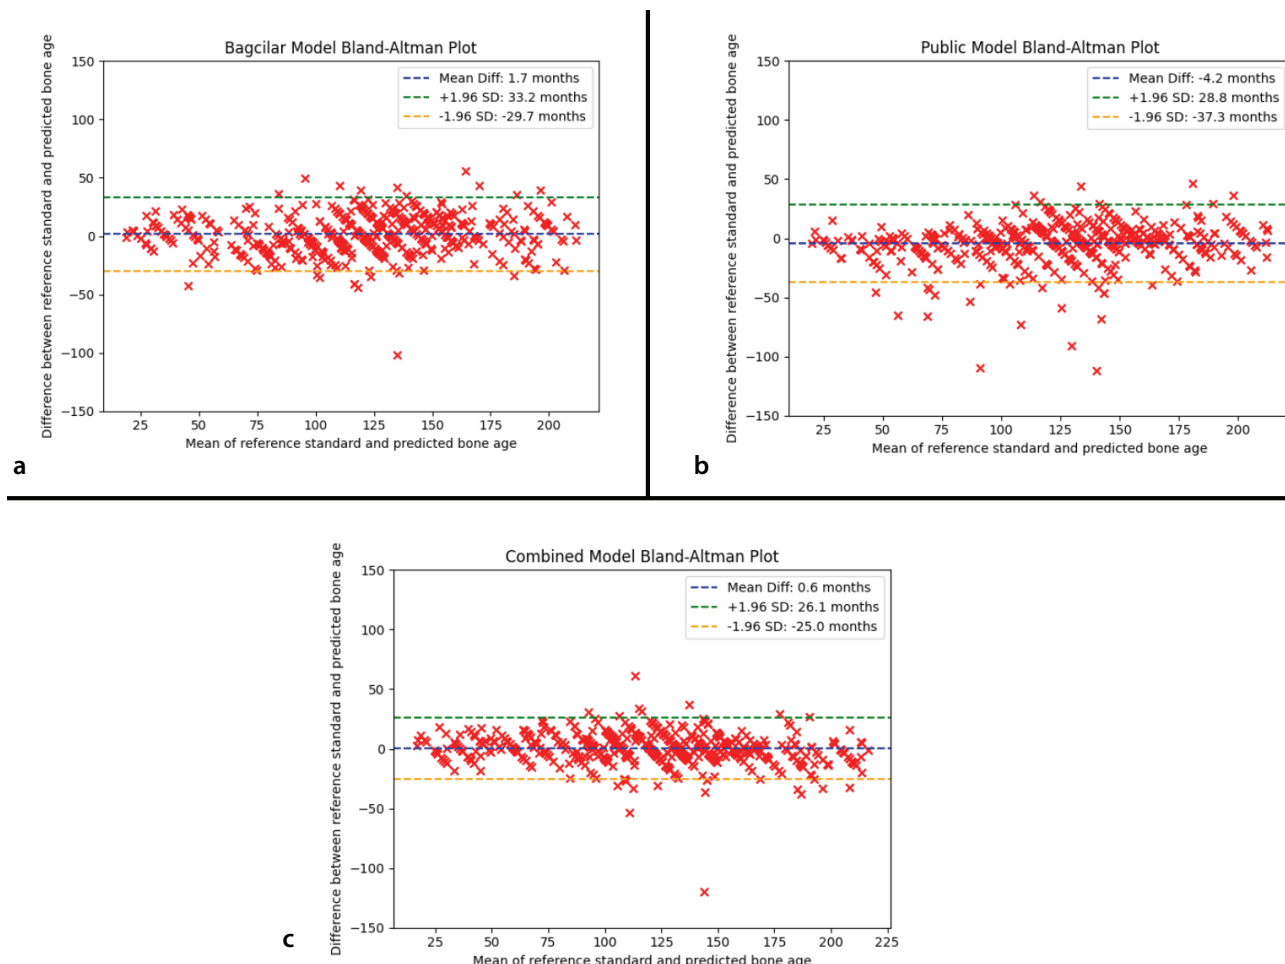 Bagcilar Model Bland-Altman Plot
Difference between reference standard and predicted bone age
150
100
50
0
−50
−100
−150
Mean Diff: 1.7 months
+1.96 SD: 33.2 months
-1.96 SD: -29.7 months
25 50 75 100 125 150 175 200
Mean of reference standard and predicted bone age
a
Public Model Bland-Altman Plot
Difference between reference standard and predicted bone age
150
100
50
0
−50
−100
−150
Mean Diff: -4.2 months
+1.96 SD: 28.8 months
-1.96 SD: -37.3 months
25 50 75 100 125 150 175 200
Mean of reference standard and predicted bone age
b
Combined Model Bland-Altman Plot
Difference between reference standard and predicted bone age
150
100
50
0
−50
−100
−150
Mean Diff: 0.6 months
+1.96 SD: 26.1 months
-1.96 SD: -25.0 months
25 50 75 100 125 150 175 200 225
Mean of reference standard and predicted bone age
c